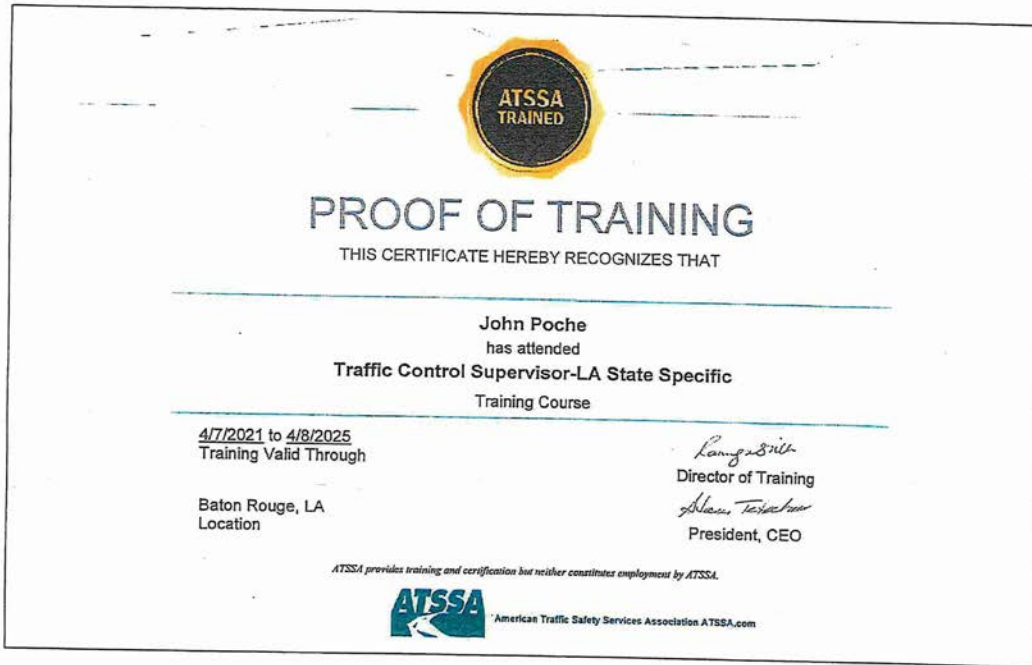 ATSSA
TRAINED
PROOF OF TRAINING
THIS CERTIFICATE HEREBY RECOGNIZES THAT
John Poche
has attended
Traffic Control Supervisor-LA State Specific
Training Course
4/7/2021 to 4/8/2025
Training Valid Through
Director of Training
Baton Rouge, LA
Location
President, CEO
ATSSA provides training and certification but neither constitutes employment by ATSSA.
ATSSA
American Traffic Safety Services Association ATSSA.com